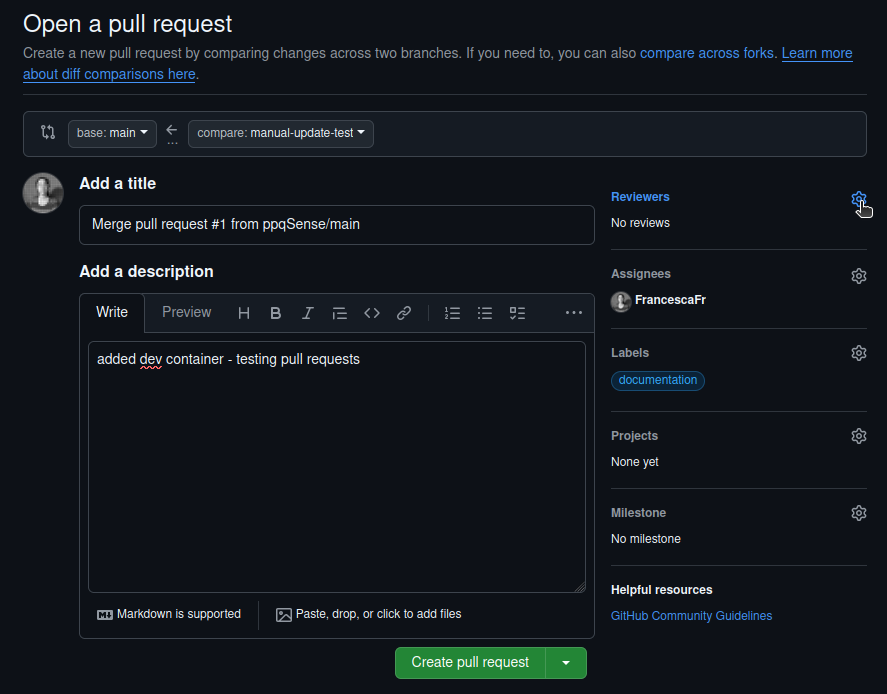 Open a pull request
Create a new pull request by comparing changes across two branches. If you need to, you can also compare across forks. Learn more
about diff comparisons here.
base: main
...
compare: manual-update-test
Add a title
Merge pull request #1 from ppqSense/main
Add a description
Write Preview H B I ...
added dev container - testing pull requests
Markdown is supported Paste, drop, or click to add files
Create pull request
Reviewers
No reviews
Assignees
FrancescaFr
Labels
documentation
Projects
None yet
Milestone
No milestone
Helpful resources
GitHub Community Guidelines